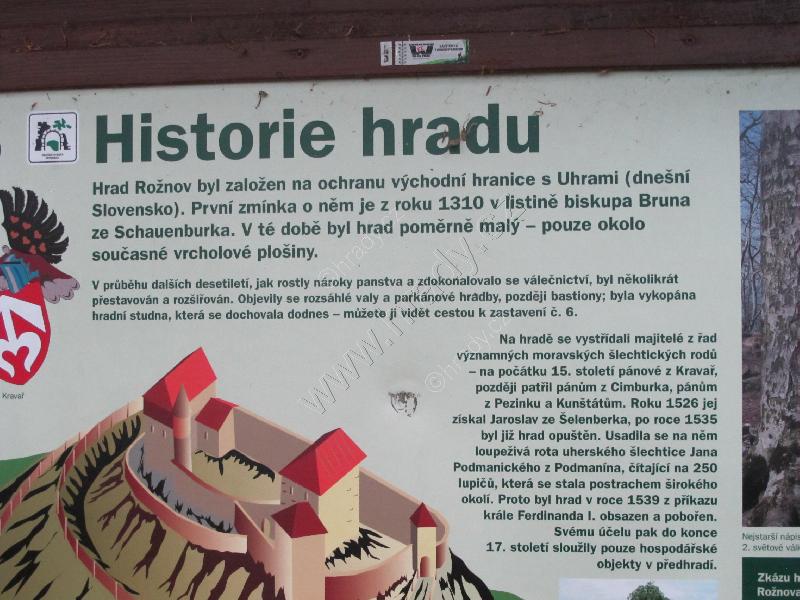 Historie hradu
Hrad Rožnov byl založen na ochranu východní hranice s Uhrami (dnešní
Slovensko). První zmínka o něm je z roku 1310 v listině biskupa Bruna
ze Schauenburka. V té době byl hrad poměrně malý – pouze okolo
současné vrcholové plošiny.
V průběhu dalších desetiletí, jak rostly nároky panstva a zdokonalovalo se válečnictví, byl několikrát
přestavován a rozšiřován. Objevily se rozsáhlé valy a parkánové hradby, později bastiony; byla vykopána
hradní studna, která se dochovala dodnes – můžete ji vidět cestou k zastavení č. 6.
Na hradě se vystřídali majitelé z řad
významných moravských šlechtických rodů
– na počátku 15. století pánové z Kravař,
později patřil pánům z Cimburka, pánům
z Pezinku a Kunštátům. Roku 1526 jej
získal Jaroslav ze Šelenberka, po roce 1535
byl již hrad opuštěn. Usadila se na něm
loupeživá rota uherského šlechtice Jana
Podmanického z Podmanína, čítající na 250
lupičů, která se stala postrachem širokého
okolí. Proto byl hrad v roce 1539 z příkazu
krále Ferdinanda I. obsazen a pobořen.
Svému účelu pak do konce
17. století sloužily pouze hospodářské
objekty v předhradí.
Kravař
Nejstarší nápis
2. světové vál
Zkázu h
Rožnova
www.hrady.cz
©hrady.cz
©hrady.cz